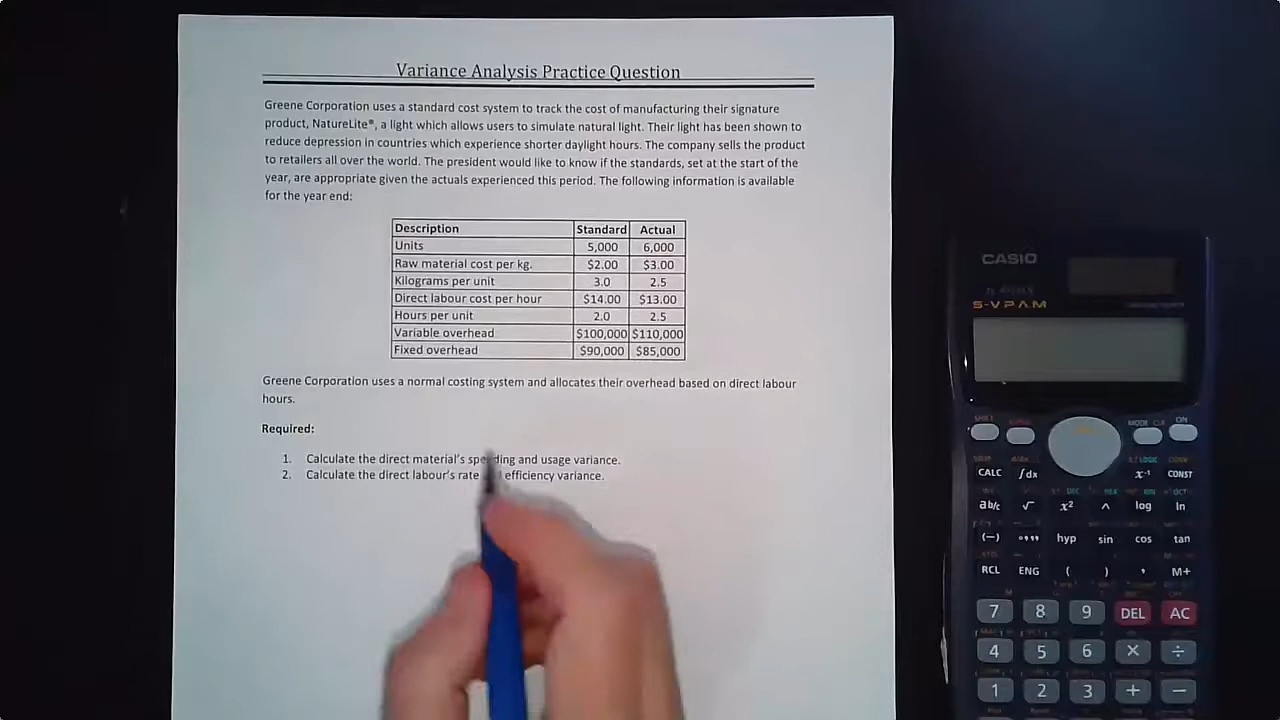 Variance Analysis Practice Question
Greene Corporation uses a standard cost system to track the cost of manufacturing their signature
product, NatureLite®, a light which allows users to simulate natural light. Their light has been shown to
reduce depression in countries which experience shorter daylight hours. The company sells the product
to retailers all over the world. The president would like to know if the standards, set at the start of the
year, are appropriate given the actuals experienced this period. The following information is available
for the year end:
Description Standard Actual
Units 5,000 6,000
Raw material cost per kg. $2.00 $3.00
Kilograms per unit 3.0 2.5
Direct labour cost per hour $14.00 $13.00
Hours per unit 2.0 2.5
Variable overhead $100,000 $110,000
Fixed overhead $90,000 $85,000
Greene Corporation uses a normal costing system and allocates their overhead based on direct labour
hours.
Required:
1. Calculate the direct material's spending and usage variance.
2. Calculate the direct labour's rate efficiency variance.
CASIO
S-V.P.A.M.
SHIFT MODE CLR ON
CALC ∫dx x⁻¹ CONST
ab/c √ x² ^ log ln
(−) °,,, hyp sin cos tan
RCL ENG ( ) , M+
7 8 9 DEL AC
4 5 6 × ÷
1 2 3 + −